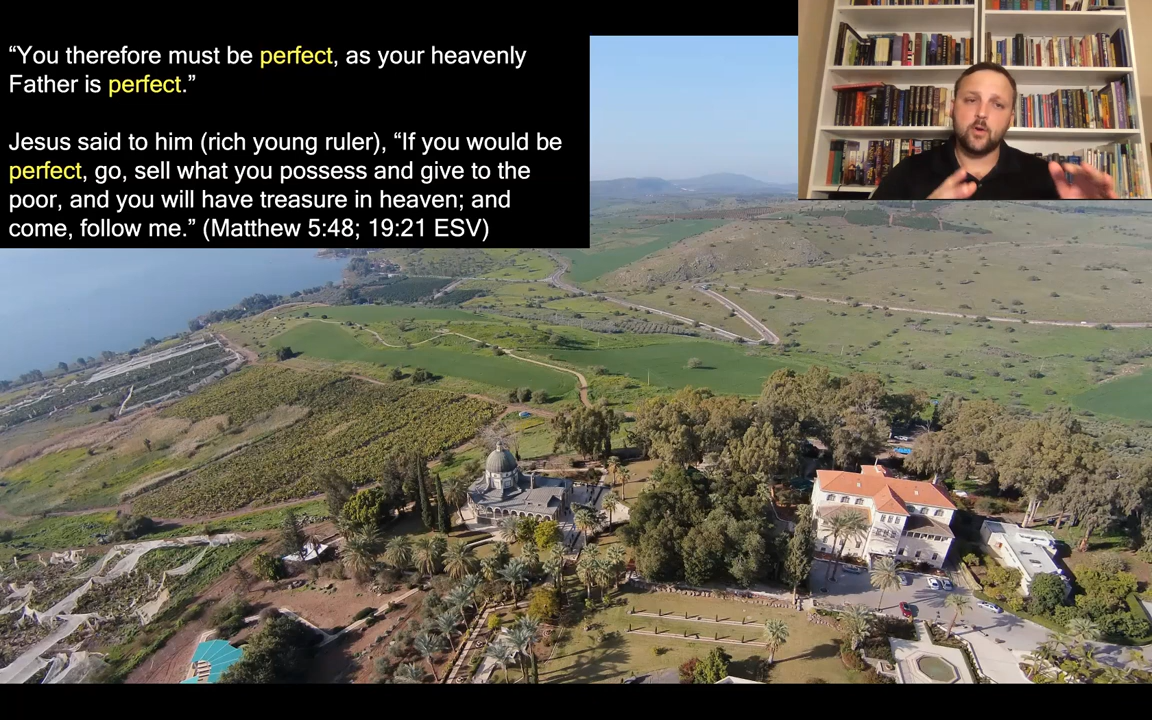 “You therefore must be perfect, as your heavenly
Father is perfect.”
Jesus said to him (rich young ruler), “If you would be
perfect, go, sell what you possess and give to the
poor, and you will have treasure in heaven; and
come, follow me.” (Matthew 5:48; 19:21 ESV)